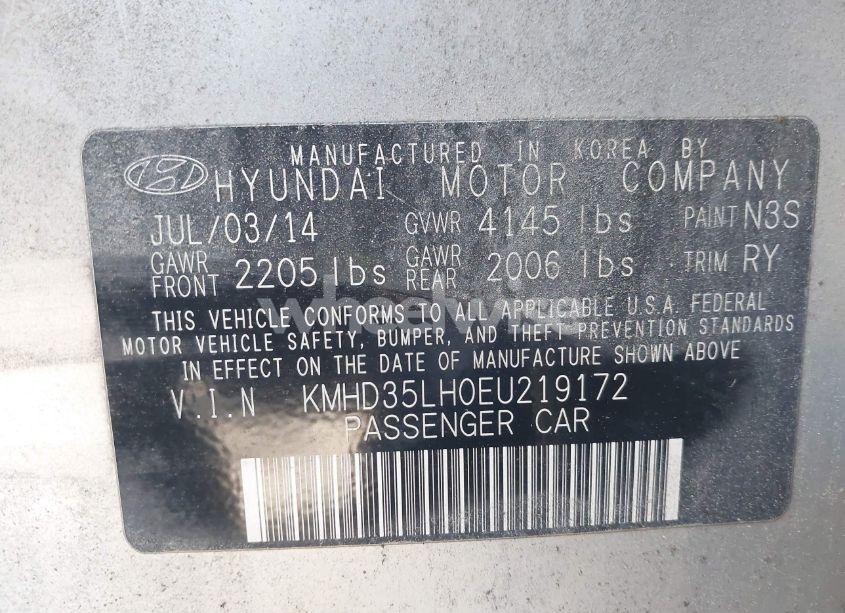 MANUFACTURED IN KOREA BY
HYUNDAI MOTOR COMPANY
JUL/03/14 GVWR 4145 lbs PAINT N3S
GAWR FRONT 2205 lbs GAWR REAR 2006 lbs TRIM RY
THIS VEHICLE CONFORMS TO ALL APPLICABLE U.S.A. FEDERAL
MOTOR VEHICLE SAFETY, BUMPER, AND THEFT PREVENTION STANDARDS
IN EFFECT ON THE DATE OF MANUFACTURE SHOWN ABOVE
V.I.N KMHD35LH0EU219172
PASSENGER CAR